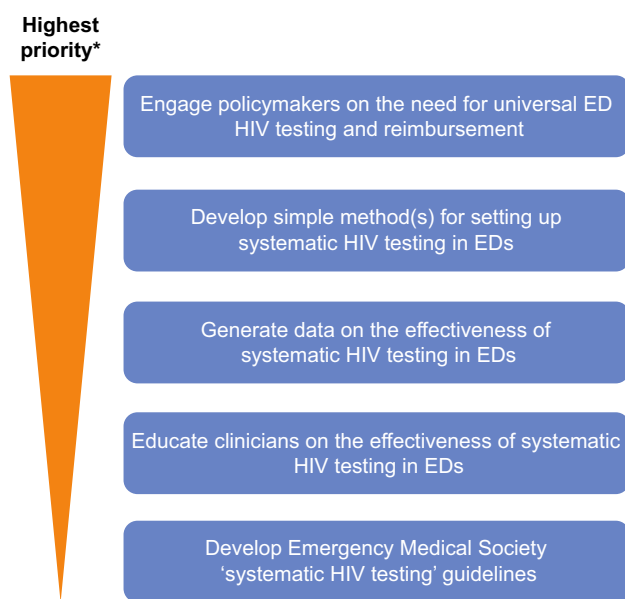 Highest
priority*
Engage policymakers on the need for universal ED
HIV testing and reimbursement
Develop simple method(s) for setting up
systematic HIV testing in EDs
Generate data on the effectiveness of
systematic HIV testing in EDs
Educate clinicians on the effectiveness of systematic
HIV testing in EDs
Develop Emergency Medical Society
‘systematic HIV testing’ guidelines